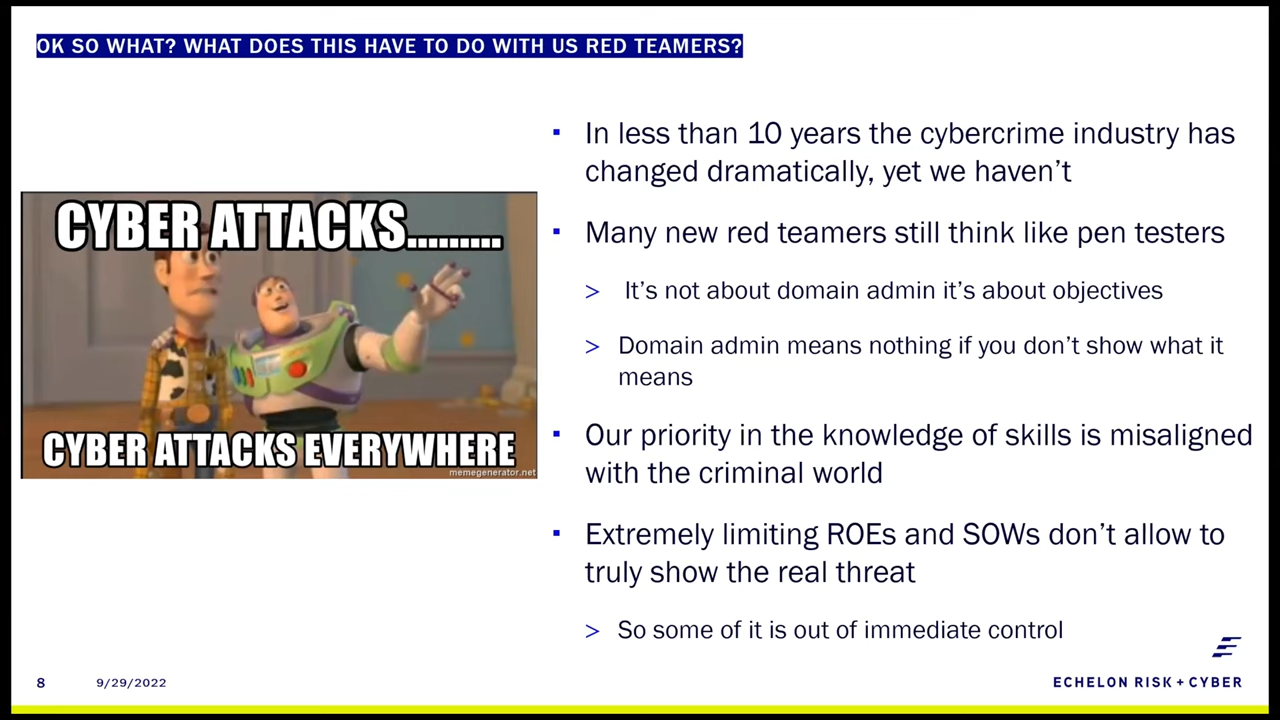 OK SO WHAT? WHAT DOES THIS HAVE TO DO WITH US RED TEAMERS?
CYBER ATTACKS.........
CYBER ATTACKS EVERYWHERE
memegenerator.net
▪ In less than 10 years the cybercrime industry has
changed dramatically, yet we haven’t
▪ Many new red teamers still think like pen testers
> It’s not about domain admin it’s about objectives
> Domain admin means nothing if you don’t show what it
means
▪ Our priority in the knowledge of skills is misaligned
with the criminal world
▪ Extremely limiting ROEs and SOWs don’t allow to
truly show the real threat
> So some of it is out of immediate control
8 9/29/2022
ECHELON RISK + CYBER